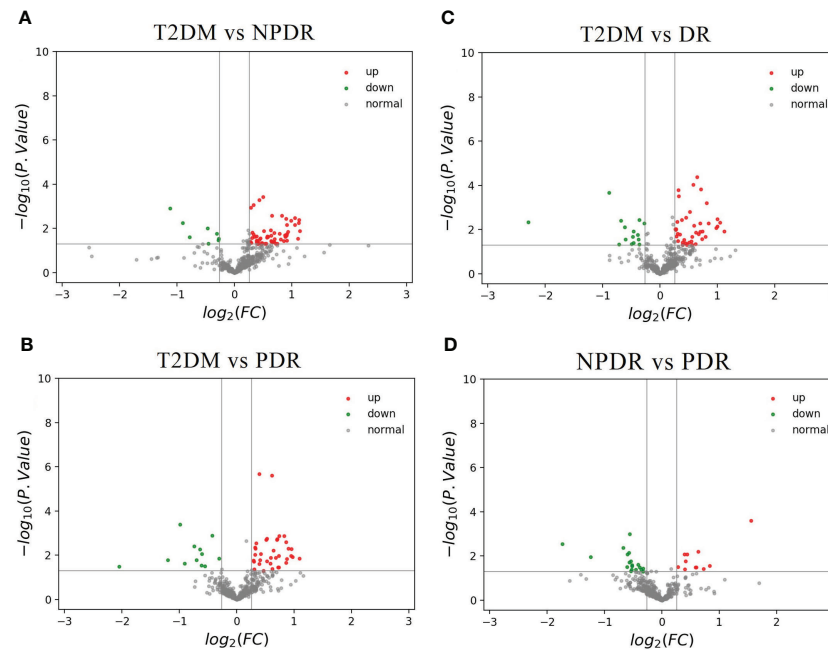 A
T2DM vs NPDR
10
8
6
4
2
0
−log10(P. Value)
up
down
normal
−3 −2 −1 0 1 2 3
log2(FC)
C
T2DM vs DR
10
8
6
4
2
0
−log10(P. Value)
up
down
normal
−3 −2 −1 0 1 2
log2(FC)
B
T2DM vs PDR
10
8
6
4
2
0
−log10(P. Value)
up
down
normal
−3 −2 −1 0 1 2 3
log2(FC)
D
NPDR vs PDR
10
8
6
4
2
0
−log10(P. Value)
up
down
normal
−3 −2 −1 0 1 2
log2(FC)